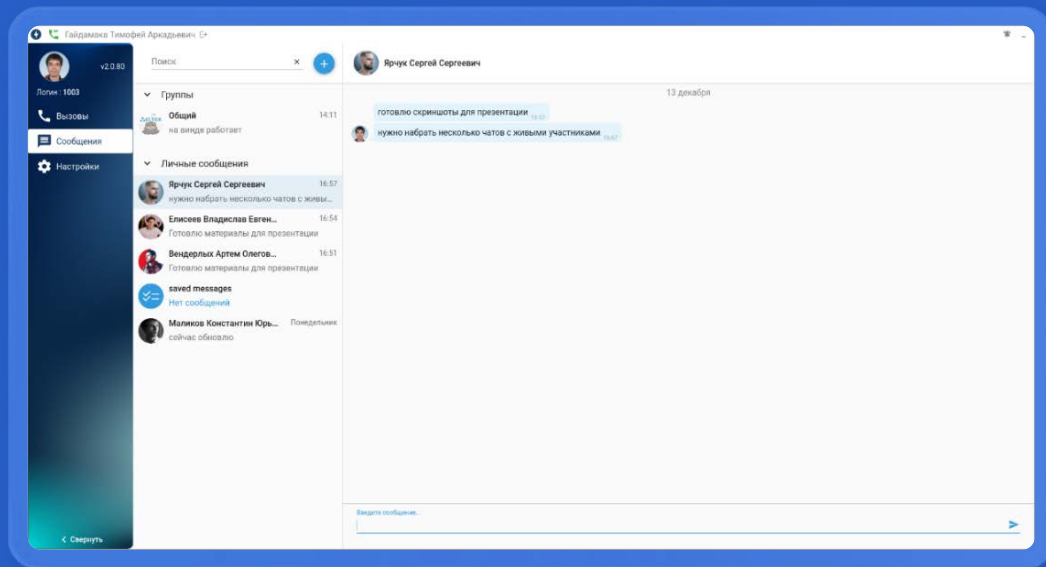 Гайдамака Тимофей Аркадьевич
v2.0.80
Логин : 1003
Вызовы
Сообщения
Настройки
Свернуть
Поиск
Группы
Общий 14:11
на винде работает
Личные сообщения
Ярчук Сергей Сергеевич 16:57
нужно набрать несколько чатов с живы...
Елисеев Владислав Евген... 16:54
Готовлю материалы для презентации
Вендерлых Артем Олегов... 16:51
Готовлю материалы для презентации
saved messages
Нет сообщений
Маликов Константин Юрь... Понедельник
сейчас обновлю
Ярчук Сергей Сергеевич
13 декабря
готовлю скриншоты для презентации
нужно набрать несколько чатов с живыми участниками
Введите сообщение...